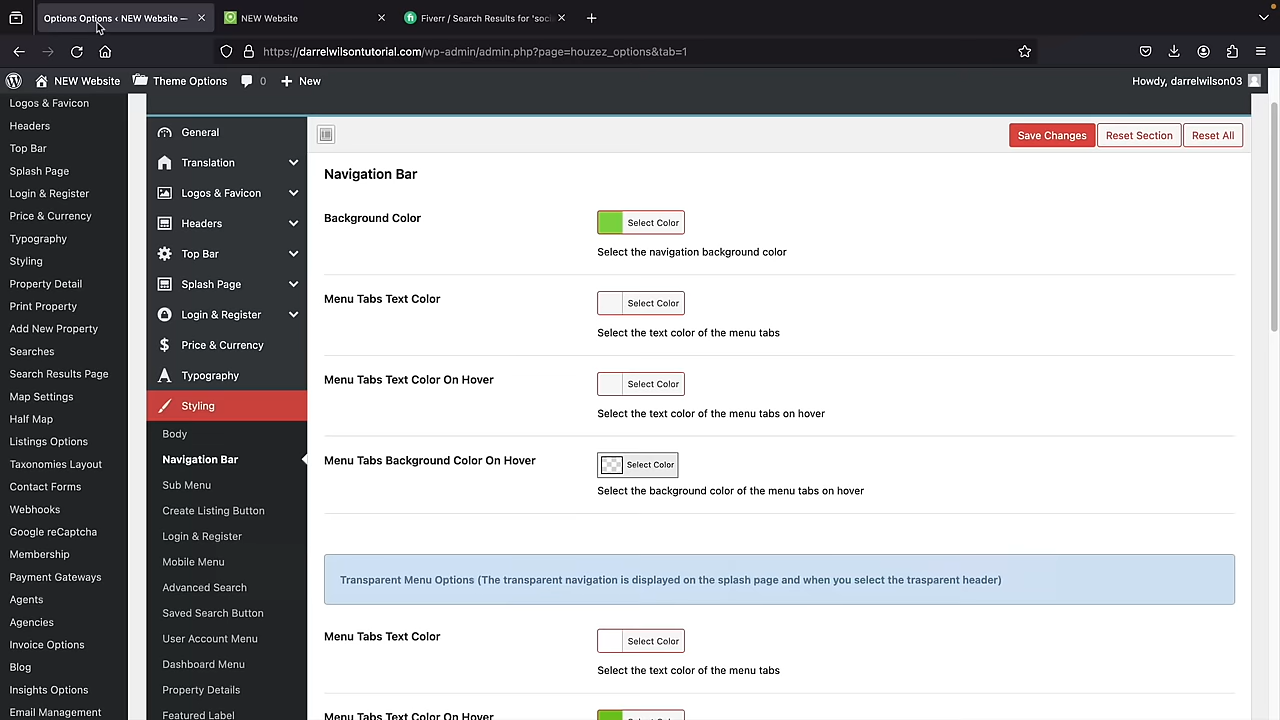 Options Options ‹ NEW Website —
NEW Website
Fiverr / Search Results for 'soci
https://darrelwilsontutorial.com/wp-admin/admin.php?page=houzez_options&tab=1
NEW Website
Theme Options
0
New
Howdy, darrelwilson03
Logos & Favicon
Headers
Top Bar
Splash Page
Login & Register
Price & Currency
Typography
Styling
Property Detail
Print Property
Add New Property
Searches
Search Results Page
Map Settings
Half Map
Listings Options
Taxonomies Layout
Contact Forms
Webhooks
Google reCaptcha
Membership
Payment Gateways
Agents
Agencies
Invoice Options
Blog
Insights Options
Email Management
General
Translation
Logos & Favicon
Headers
Top Bar
Splash Page
Login & Register
Price & Currency
Typography
Styling
Body
Navigation Bar
Sub Menu
Create Listing Button
Login & Register
Mobile Menu
Advanced Search
Saved Search Button
User Account Menu
Dashboard Menu
Property Details
Featured Label
Save Changes
Reset Section
Reset All
Navigation Bar
Background Color
Select Color
Select the navigation background color
Menu Tabs Text Color
Select Color
Select the text color of the menu tabs
Menu Tabs Text Color On Hover
Select Color
Select the text color of the menu tabs on hover
Menu Tabs Background Color On Hover
Select Color
Select the background color of the menu tabs on hover
Transparent Menu Options (The transparent navigation is displayed on the splash page and when you select the trasparent header)
Menu Tabs Text Color
Select Color
Select the text color of the menu tabs
Menu Tabs Text Color On Hover
Select Color